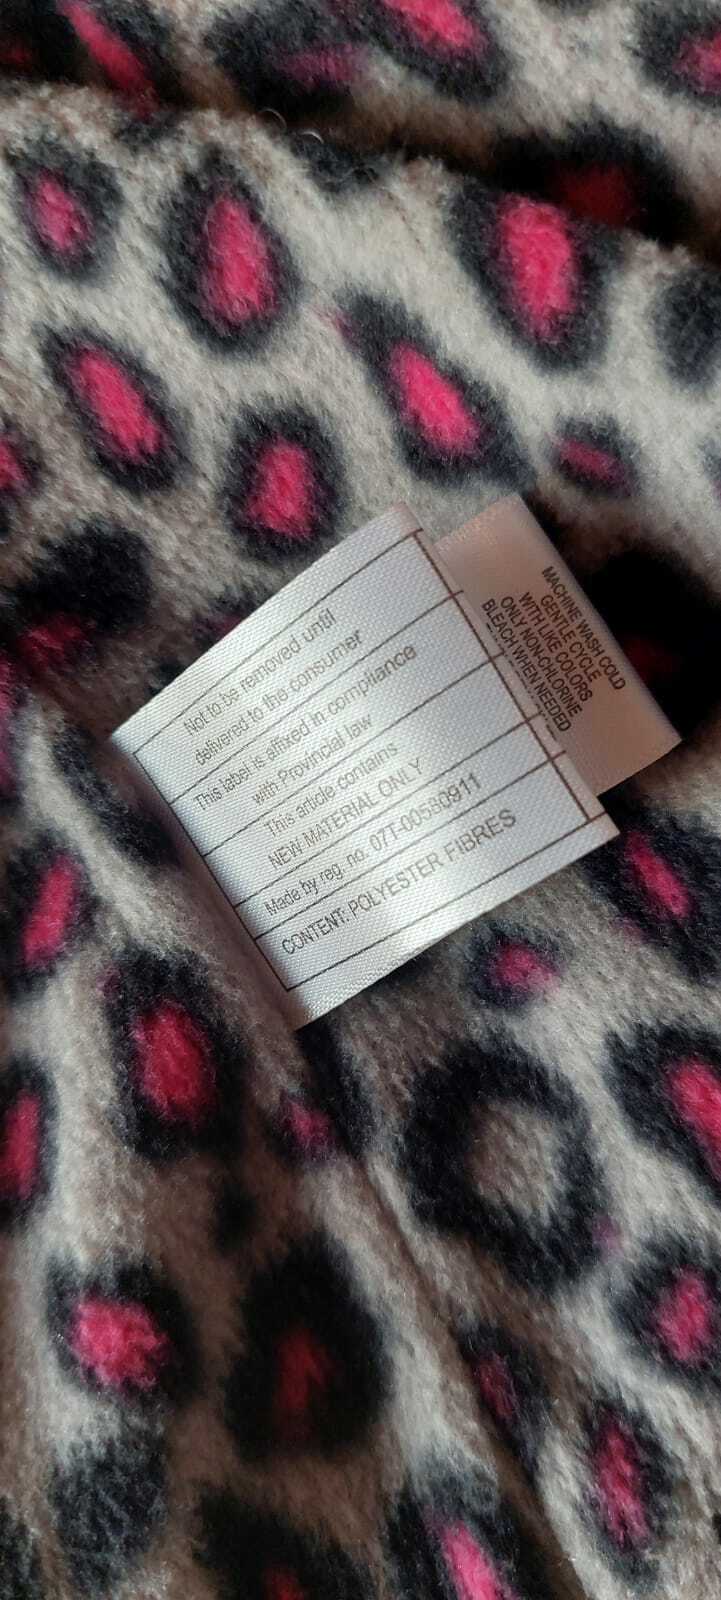 Not to be removed until
delivered to the consumer
This label is affixed in compliance
with Provincial law
This article contains
NEW MATERIAL ONLY
Made by reg. no. 07T-00530911
CONTENT: POLYESTER FIBRES
MACHINE WASH COLD
GENTLE CYCLE
WITH LIKE COLORS
ONLY NON-CHLORINE
BLEACH WHEN NEEDED